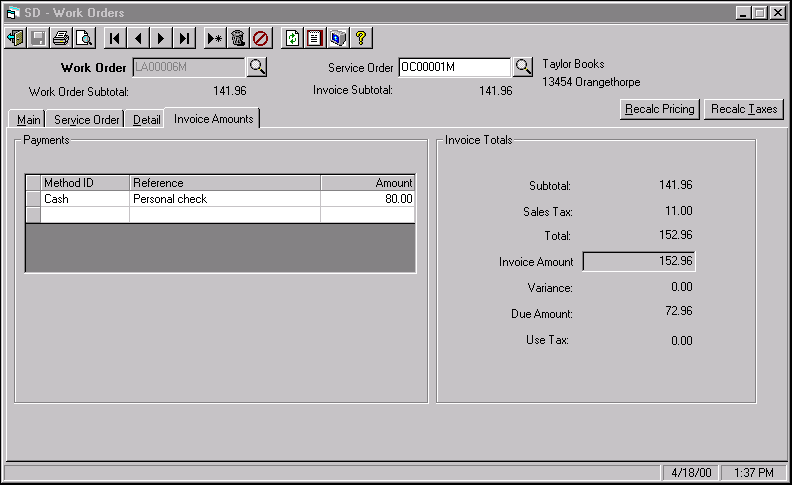 SD - Work Orders
Work Order LA00006M Service Order OC00001M Taylor Books
13454 Orangethorpe
Work Order Subtotal: 141.96 Invoice Subtotal: 141.96
Recalc Pricing Recalc Taxes
Main Service Order Detail Invoice Amounts
Payments
Method ID Reference Amount
Cash Personal check 80.00
Invoice Totals
Subtotal: 141.96
Sales Tax: 11.00
Total: 152.96
Invoice Amount 152.96
Variance: 0.00
Due Amount: 72.96
Use Tax: 0.00
4/18/00 1:37 PM